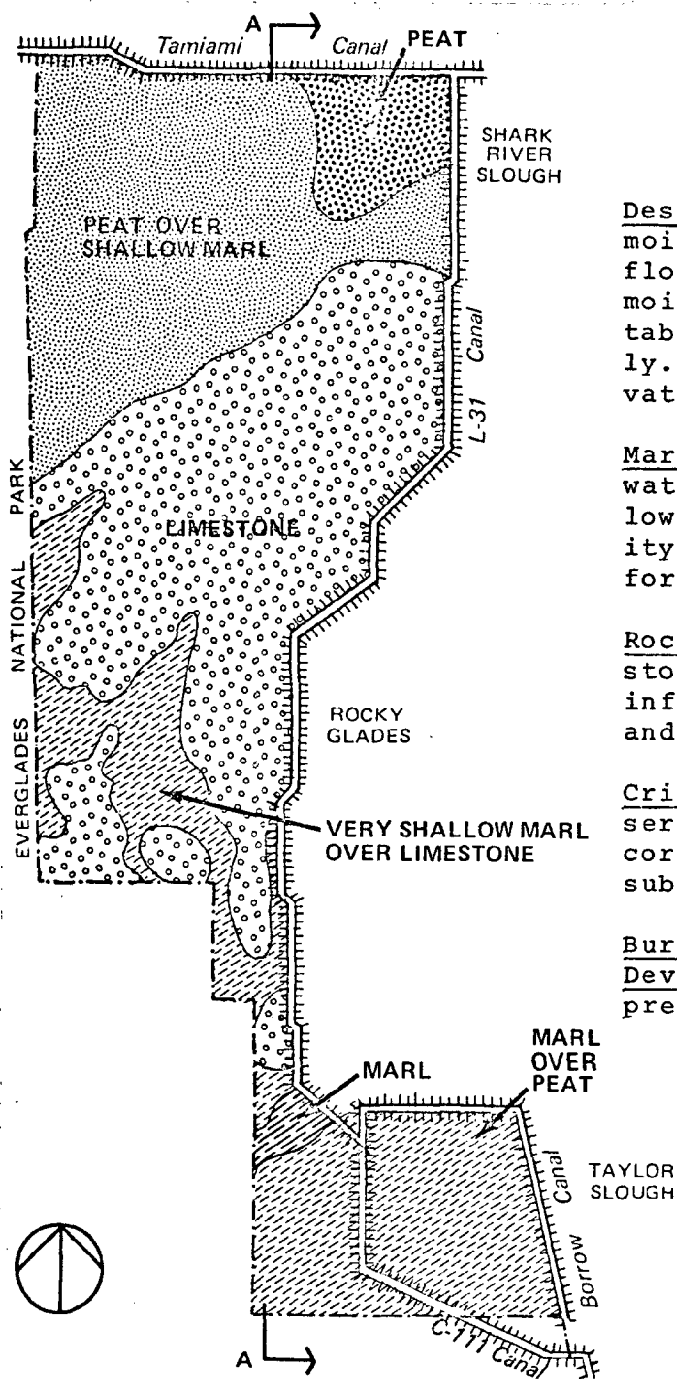 A
Tamiami Canal
PEAT
SHARK
RIVER
SLOUGH
PEAT OVER
SHALLOW MARL
L-31 Canal
EVERGLADES NATIONAL PARK
LIMESTONE
ROCKY
GLADES
VERY SHALLOW MARL
OVER LIMESTONE
MARL
OVER
PEAT
MARL
TAYLOR
SLOUGH
Borrow Canal
C-111 Canal
A
Des
moi
flo
moi
tab
ly.
vat
Mar
wat
low
ity
for
Roc
sto
inf
and
Cri
ser
cor
sub
Bur
Dev
pre